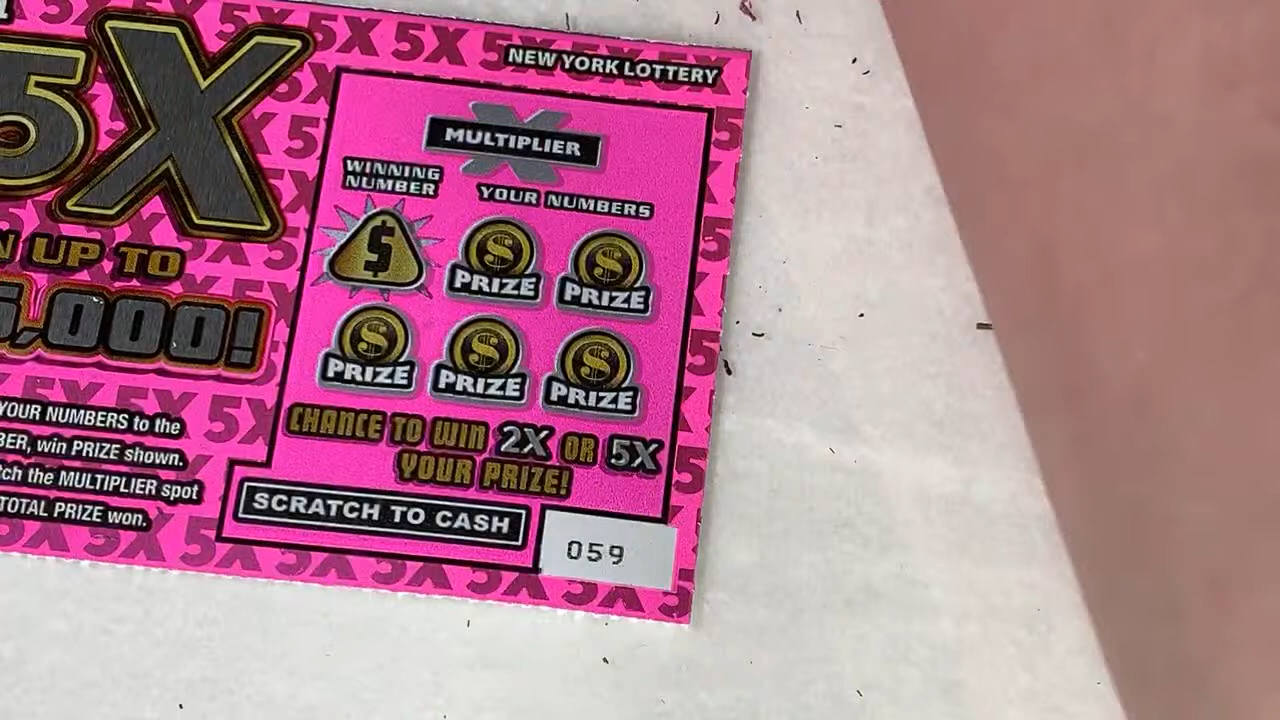 5X
NEW YORK LOTTERY
MULTIPLIER
WINNING NUMBER
YOUR NUMBERS
$
$ PRIZE
$ PRIZE
$ PRIZE
$ PRIZE
$ PRIZE
UP TO
,000!
YOUR NUMBERS to the
win PRIZE shown.
the MULTIPLIER spot
TOTAL PRIZE won.
CHANCE TO WIN 2X OR 5X
YOUR PRIZE!
SCRATCH TO CASH
059